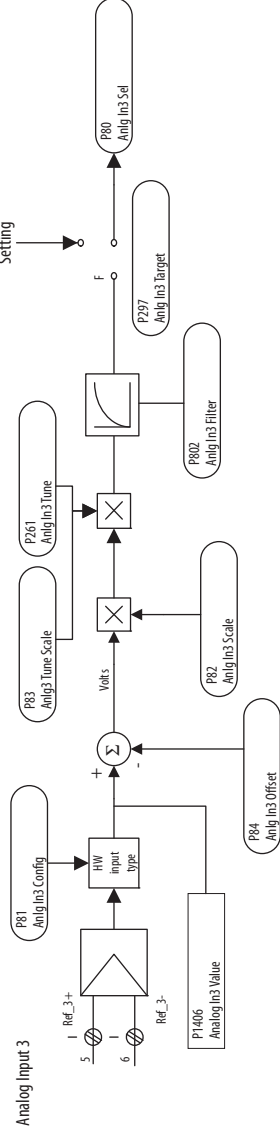 Analog Input 3
5
Ref_3+
6
Ref_3-
P81
Anlg In3 Config
HW
input
type
P1406
Analog In3 Value
+
Σ
-
P84
Anlg In3 Offset
Volts
P82
Anlg In3 Scale
P83
Anlg3 Tune Scale
P261
Anlg In3 Tune
P802
Anlg In3 Filter
F
Setting
P297
Anlg In3 Target
P80
Anlg In3 Sel